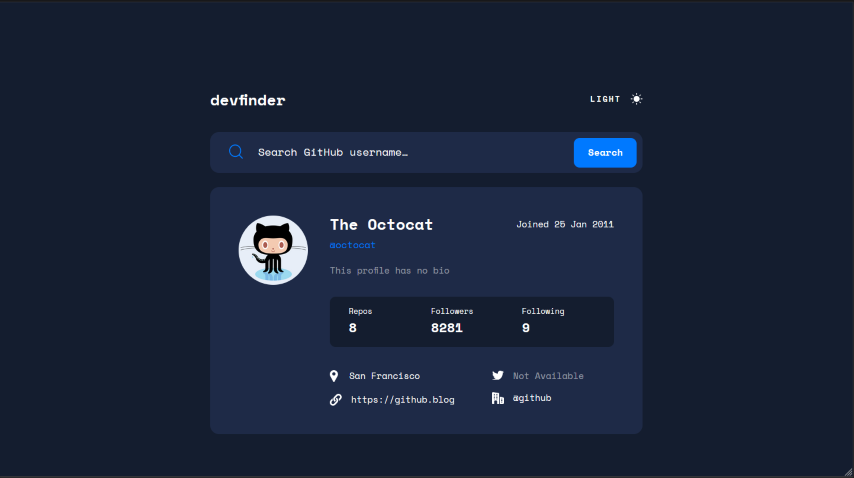 devfinder
LIGHT
Search GitHub username…
Search
The Octocat
Joined 25 Jan 2011
@octocat
This profile has no bio
Repos
8
Followers
8281
Following
9
San Francisco
Not Available
https://github.blog
@github